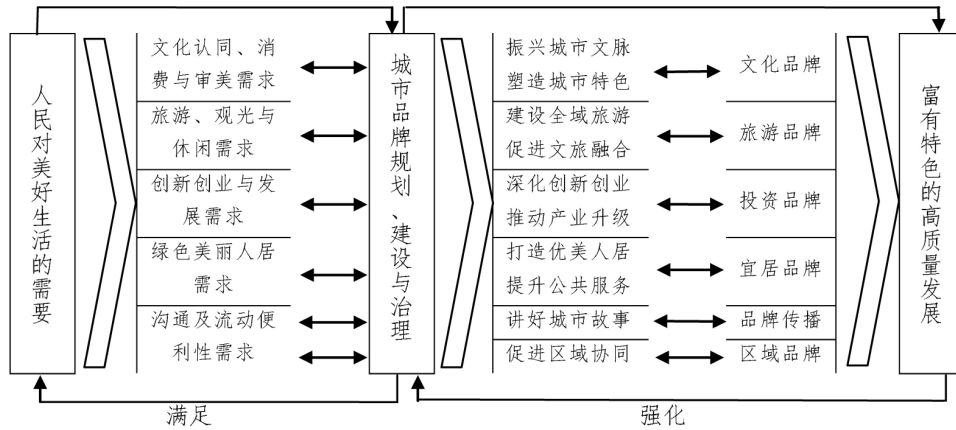 人民对美好生活的需要
文化认同、消
费与审美需求
旅游、观光与
休闲需求
创新创业与发
展需求
绿色美丽人居
需求
沟通及流动便
利性需求
城市品牌规划、建设与治理
振兴城市文脉
塑造城市特色
建设全域旅游
促进文旅融合
深化创新创业
推动产业升级
打造优美人居
提升公共服务
讲好城市故事
促进区域协同
文化品牌
旅游品牌
投资品牌
宜居品牌
品牌传播
区域品牌
富有特色的高质量发展
满足
强化